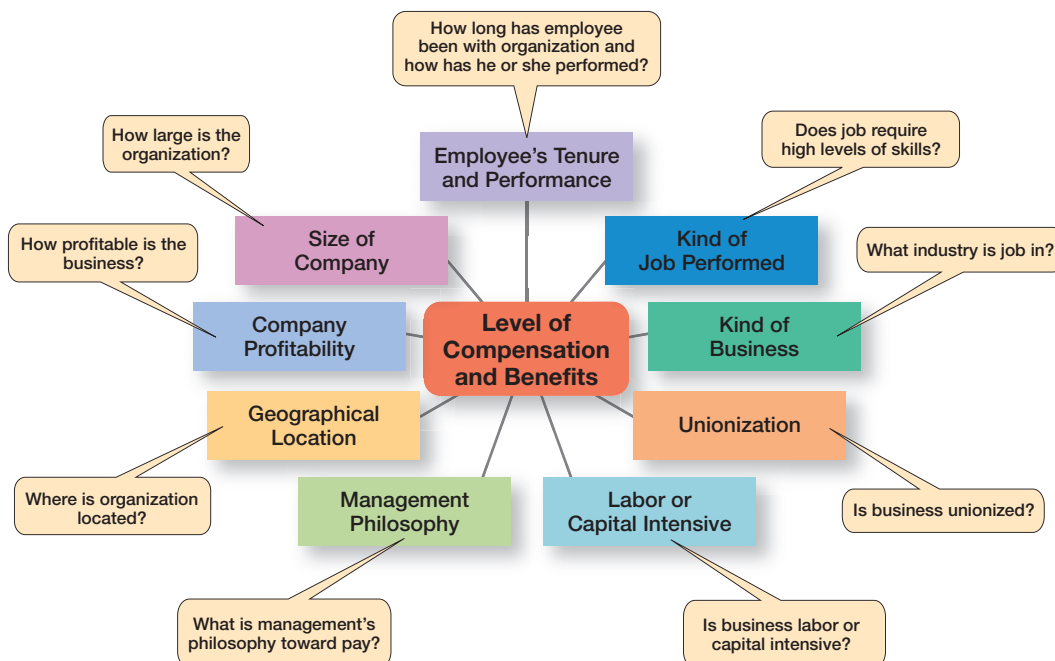 How long has employee
been with organization and
how has he or she performed?
Employee's Tenure
and Performance
How large is the
organization?
Size of
Company
Does job require
high levels of skills?
Kind of
Job Performed
How profitable is the
business?
Company
Profitability
Level of
Compensation
and Benefits
What industry is job in?
Kind of
Business
Geographical
Location
Where is organization
located?
Unionization
Is business unionized?
Management
Philosophy
What is management's
philosophy toward pay?
Labor or
Capital Intensive
Is business labor or
capital intensive?